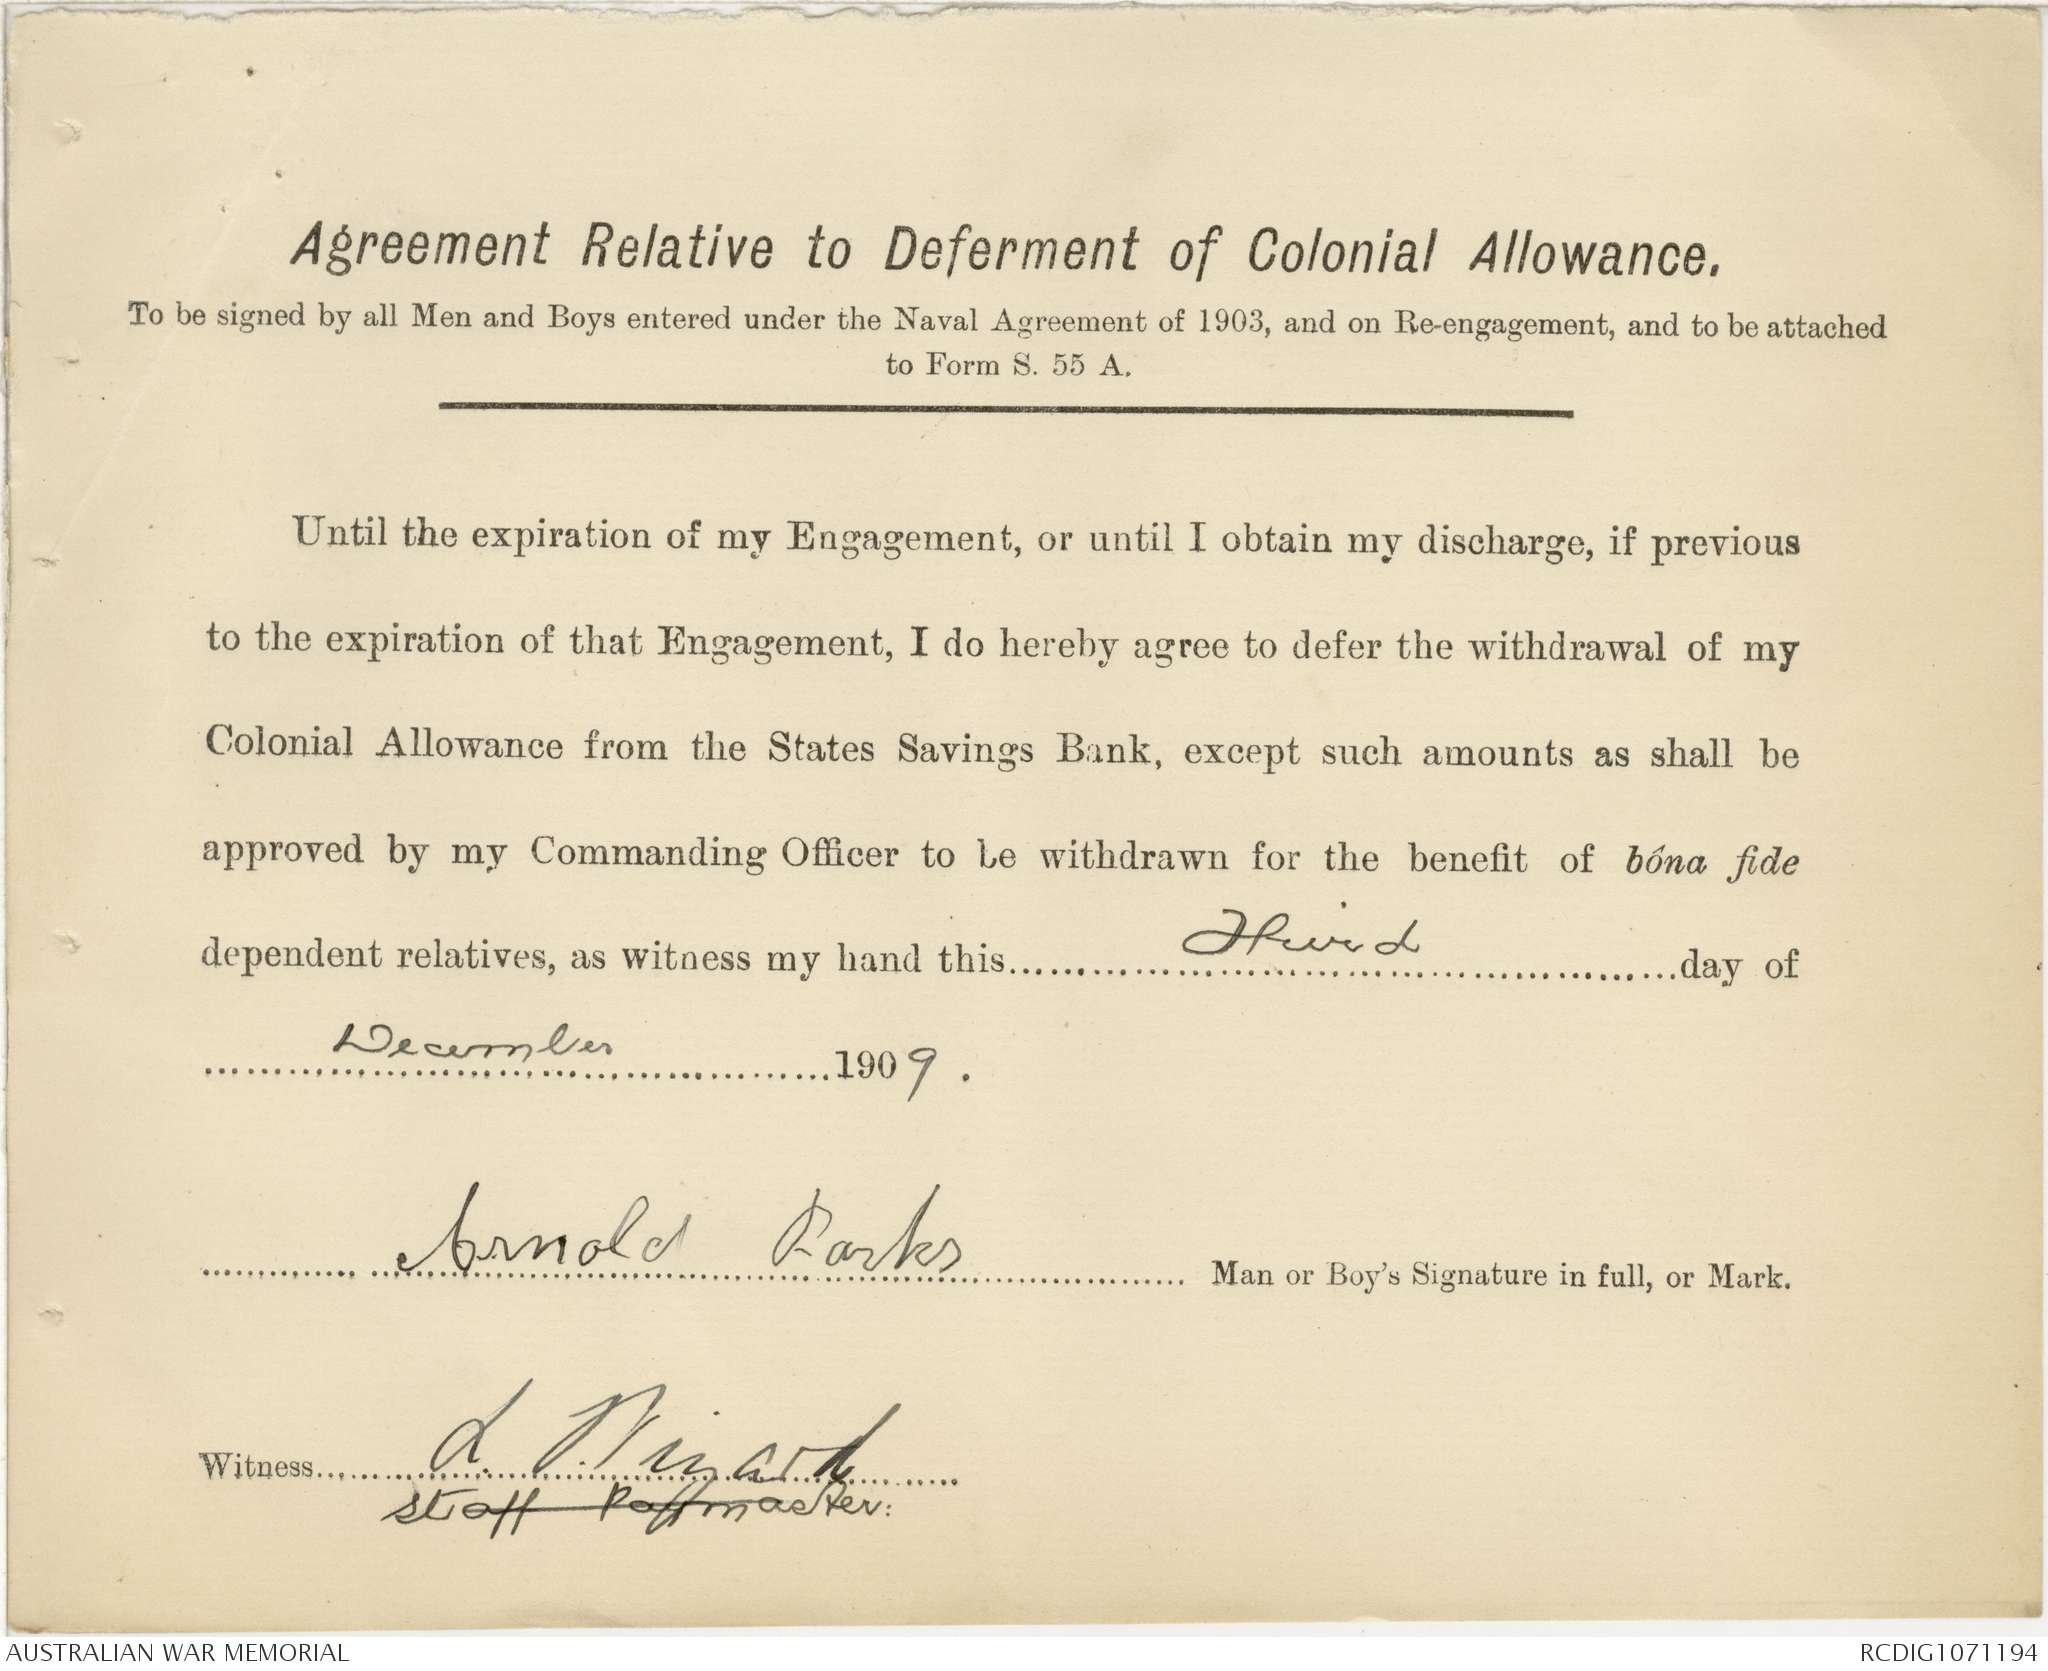 Agreement Relative to Deferment of Colonial Allowance.
To be signed by all Men and Boys entered under the Naval Agreement of 1903, and on Re-engagement, and to be attached
to Form S. 55 A.
Until the expiration of my Engagement, or until I obtain my discharge, if previous
to the expiration of that Engagement, I do hereby agree to defer the withdrawal of my
Colonial Allowance from the States Savings Bank, except such amounts as shall be
approved by my Commanding Officer to be withdrawn for the benefit of bóna fide
dependent relatives, as witness my hand this Third day of
December 1909.
Arnold Parks Man or Boy's Signature in full, or Mark.
Witness
Staff Paymaster:
AUSTRALIAN WAR MEMORIAL RCDIG1071194